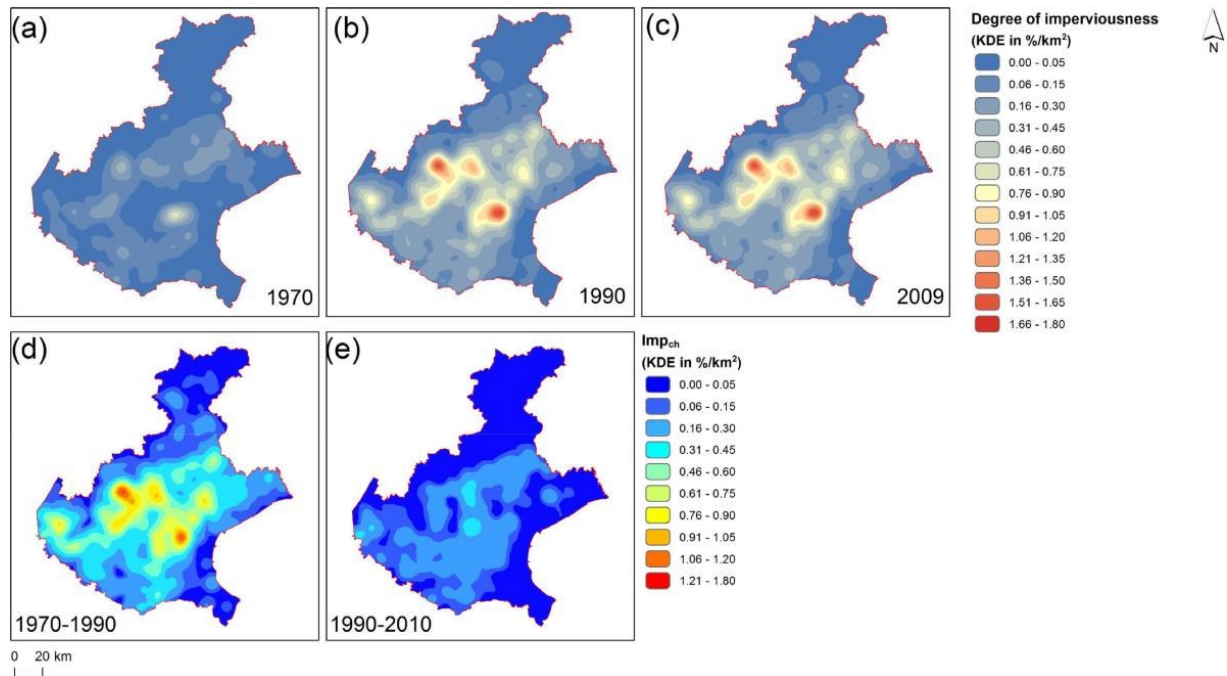 (a)
1970
(b)
1990
(c)
2009
Degree of imperviousness
(KDE in %/km²)
0.00 - 0.05
0.06 - 0.15
0.16 - 0.30
0.31 - 0.45
0.46 - 0.60
0.61 - 0.75
0.76 - 0.90
0.91 - 1.05
1.06 - 1.20
1.21 - 1.35
1.36 - 1.50
1.51 - 1.65
1.66 - 1.80
N
(d)
1970-1990
(e)
1990-2010
Imp_ch
(KDE in %/km²)
0.00 - 0.05
0.06 - 0.15
0.16 - 0.30
0.31 - 0.45
0.46 - 0.60
0.61 - 0.75
0.76 - 0.90
0.91 - 1.05
1.06 - 1.20
1.21 - 1.80
0 20 km